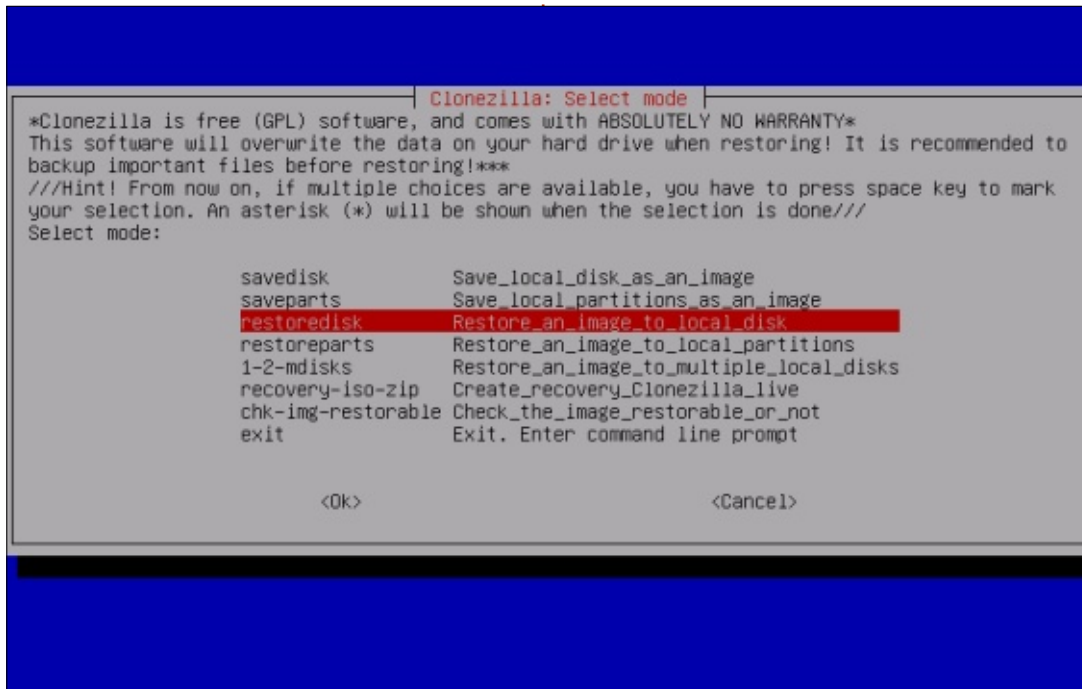 Clonezilla: Select mode
*Clonezilla is free (GPL) software, and comes with ABSOLUTELY NO WARRANTY*
This software will overwrite the data on your hard drive when restoring! It is recommended to
backup important files before restoring!***
///Hint! From now on, if multiple choices are available, you have to press space key to mark
your selection. An asterisk (*) will be shown when the selection is done///
Select mode:
savedisk Save_local_disk_as_an_image
saveparts Save_local_partitions_as_an_image
restoredisk Restore_an_image_to_local_disk
restoreparts Restore_an_image_to_local_partitions
1-2-mdisks Restore_an_image_to_multiple_local_disks
recovery-iso-zip Create_recovery_Clonezilla_live
chk-img-restorable Check_the_image_restorable_or_not
exit Exit. Enter command line prompt
<Ok> <Cancel>